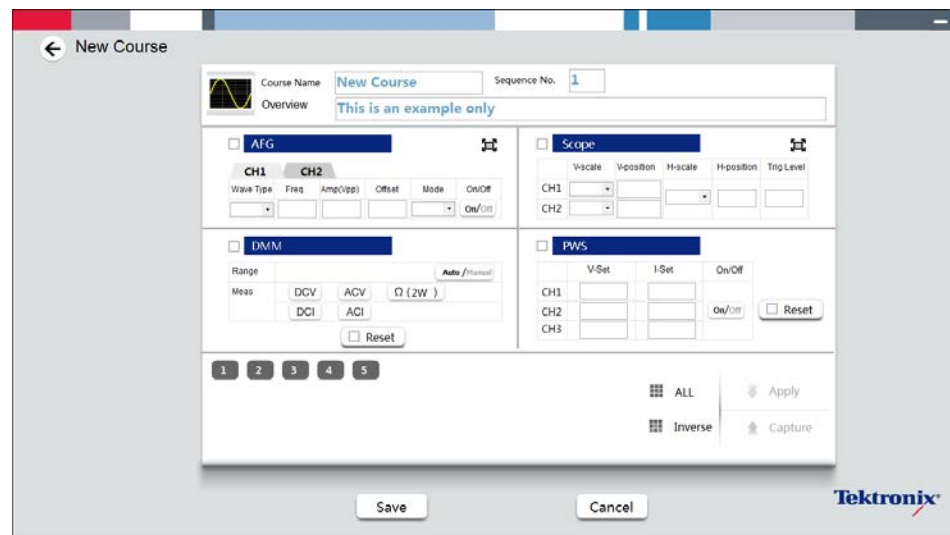 New Course
Course Name New Course Sequence No. 1
Overview This is an example only
AFG
CH1 CH2
Wave Type Freq Amp(Vpp) Offset Mode On/Off
On/Off
Scope
V-scale V-position H-scale H-position Trig Level
CH1
CH2
DMM
Range Auto /Manual
Meas DCV ACV Ω (2W )
DCI ACI
Reset
PWS
V-Set I-Set On/Off
CH1
CH2 On/Off Reset
CH3
1 2 3 4 5
ALL Apply
Inverse Capture
Save Cancel
Tektronix